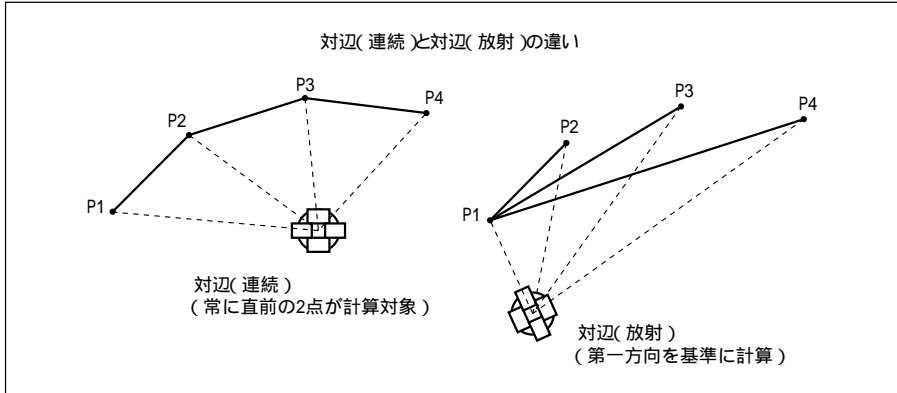 対辺(連続)と対辺(放射)の違い
P3
P4
P2
P1
対辺(連続)
(常に直前の2点が計算対象)
P3
P4
P2
P1
対辺(放射)
(第一方向を基準に計算)